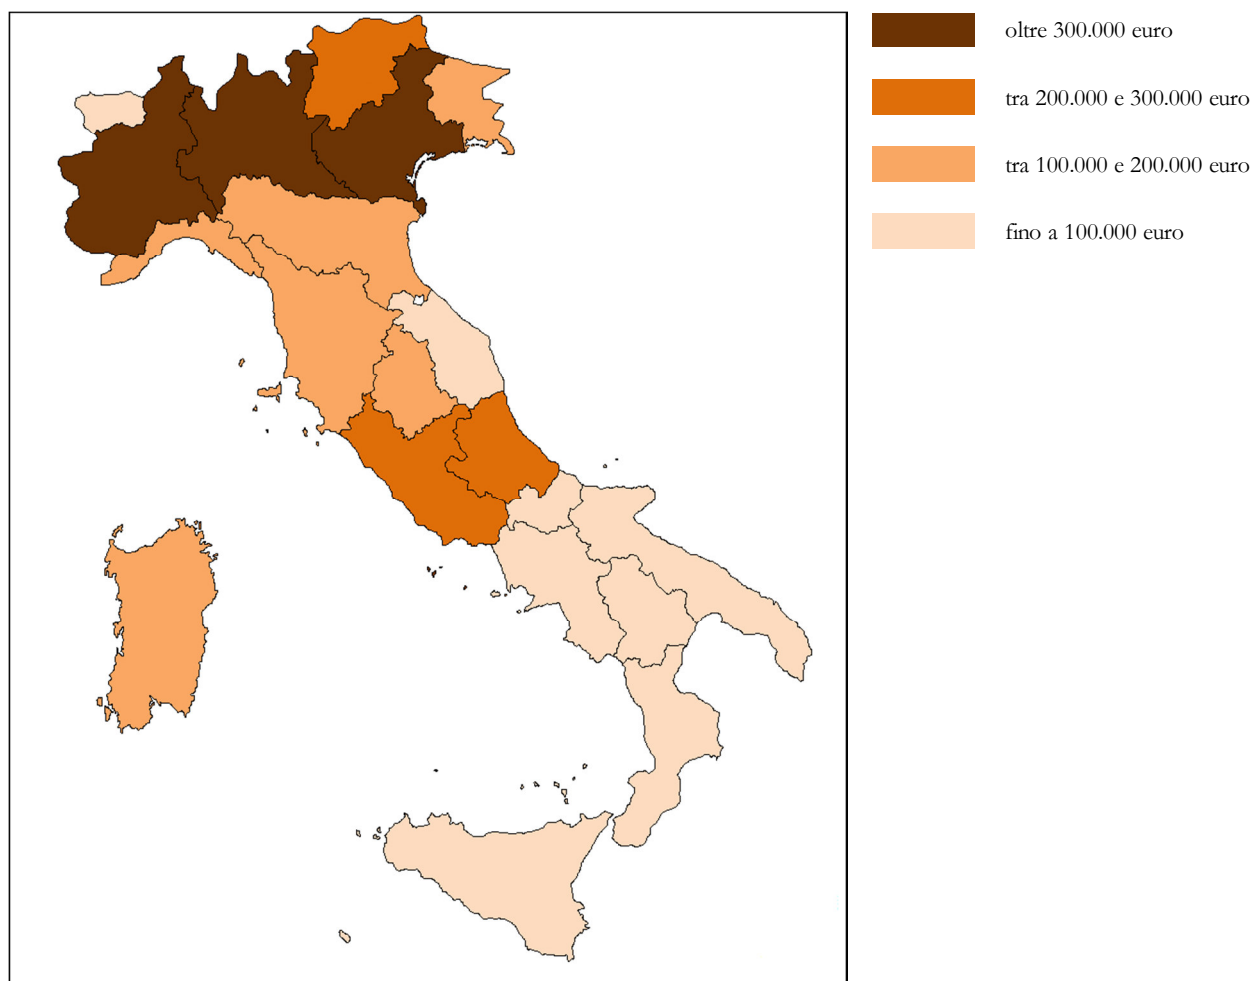 oltre 300.000 euro
tra 200.000 e 300.000 euro
tra 100.000 e 200.000 euro
fino a 100.000 euro